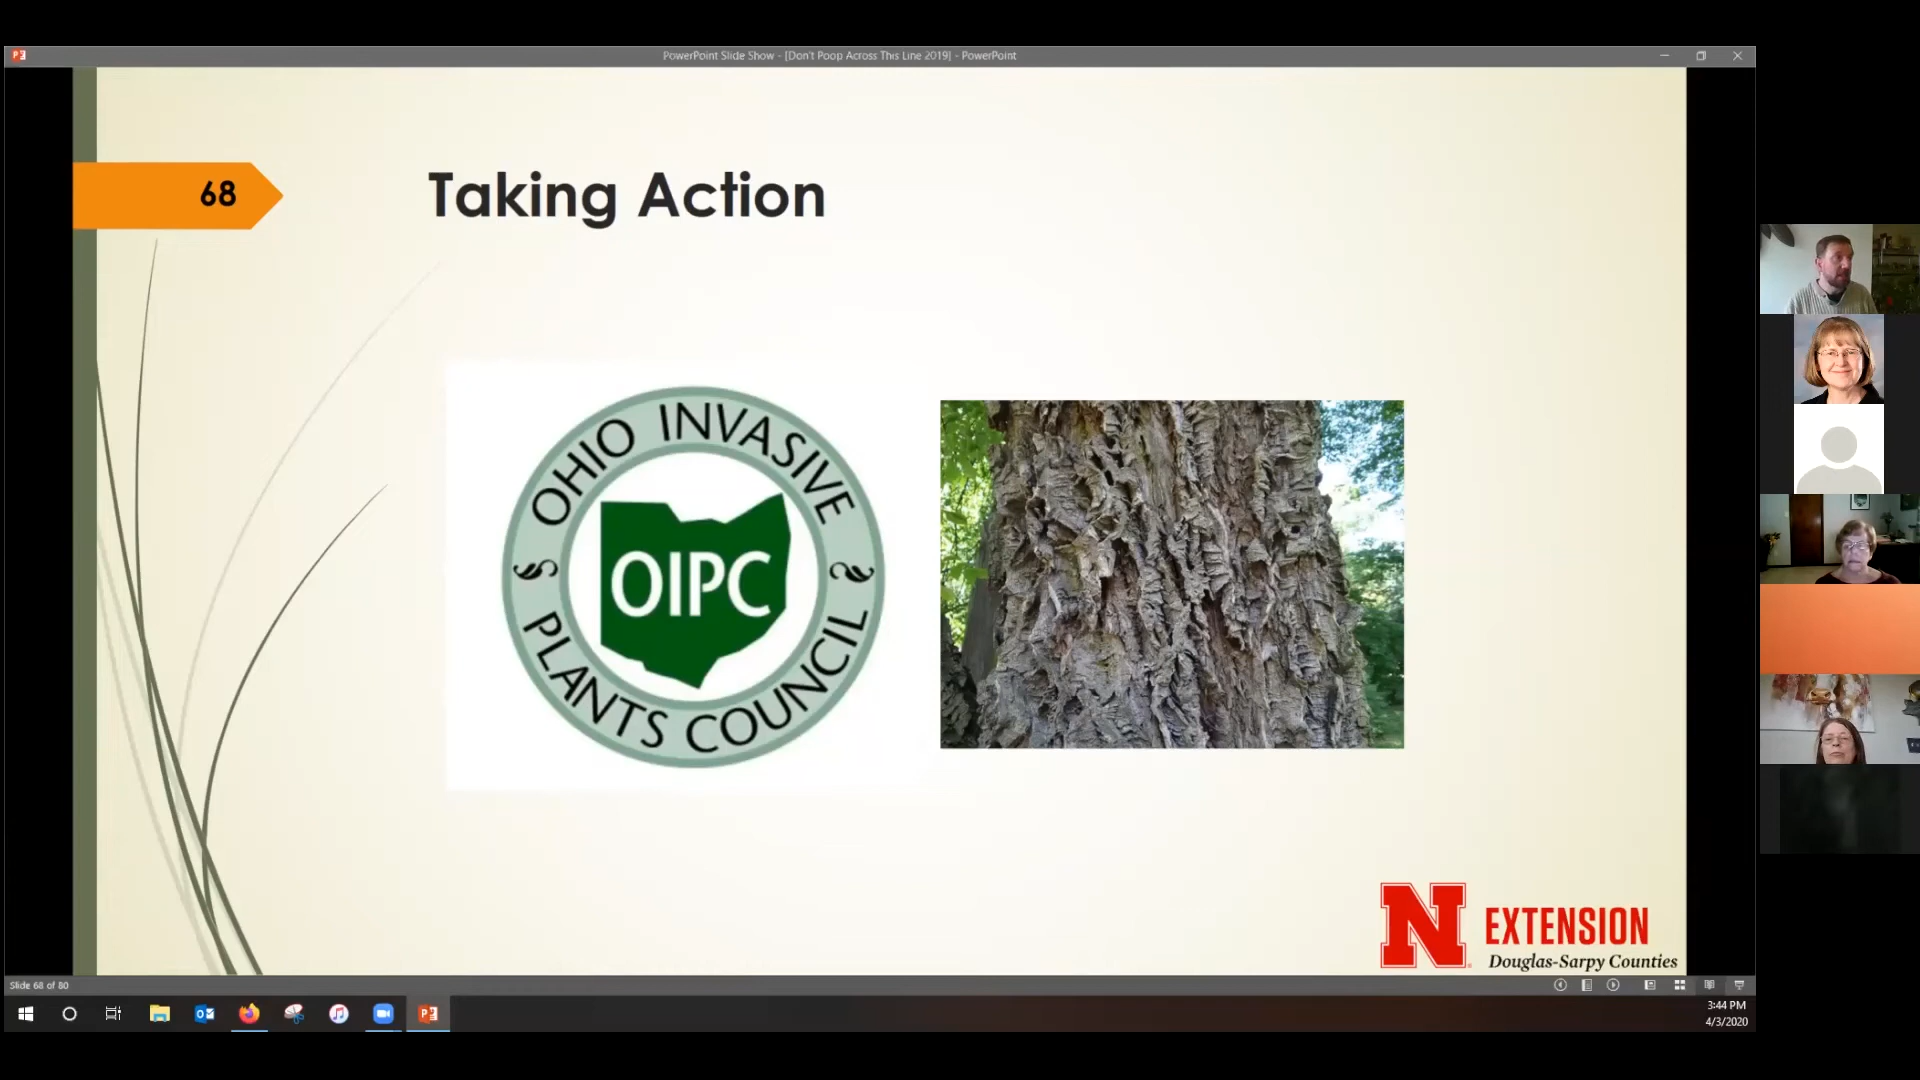 PowerPoint Slide Show - [Don't Poop Across This Line 2019] - PowerPoint
68
Taking Action
OHIO INVASIVE
OIPC
PLANTS COUNCIL
N EXTENSION
Douglas-Sarpy Counties
Slide 68 of 80
3:44 PM
4/3/2020